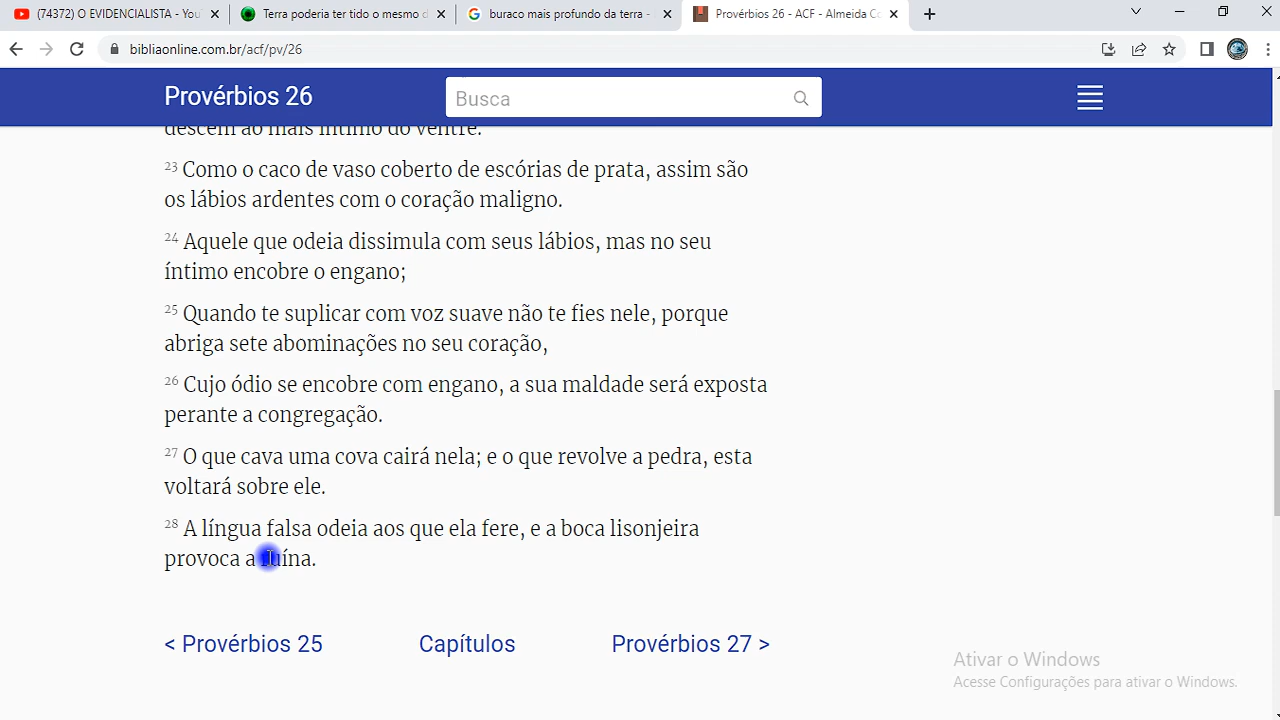 (74372) O EVIDENCIALISTA - You
Terra poderia ter tido o mesmo d
buraco mais profundo da terra -
Provérbios 26 - ACF - Almeida Co
bibliaonline.com.br/acf/pv/26
Provérbios 26
Busca
descem ao mais íntimo do ventre.
23 Como o caco de vaso coberto de escórias de prata, assim são
os lábios ardentes com o coração maligno.
24 Aquele que odeia dissimula com seus lábios, mas no seu
íntimo encobre o engano;
25 Quando te suplicar com voz suave não te fies nele, porque
abriga sete abominações no seu coração,
26 Cujo ódio se encobre com engano, a sua maldade será exposta
perante a congregação.
27 O que cava uma cova cairá nela; e o que revolve a pedra, esta
voltará sobre ele.
28 A língua falsa odeia aos que ela fere, e a boca lisonjeira
provoca a ruína.
< Provérbios 25 Capítulos Provérbios 27 >
Ativar o Windows
Acesse Configurações para ativar o Windows.